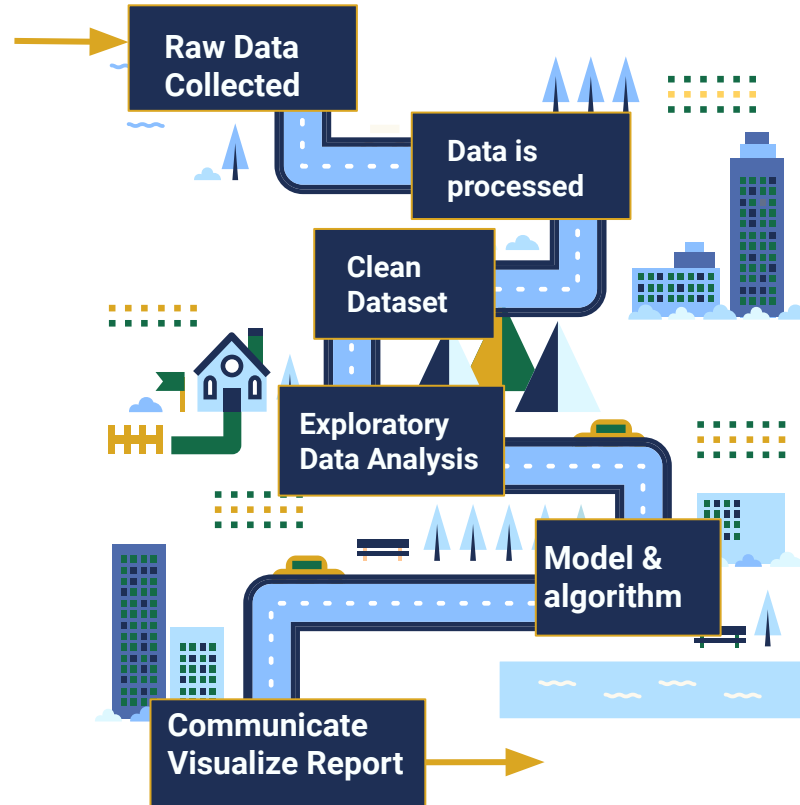 Raw Data
Collected
Data is
processed
Clean
Dataset
Exploratory
Data Analysis
Model &
algorithm
Communicate
Visualize Report